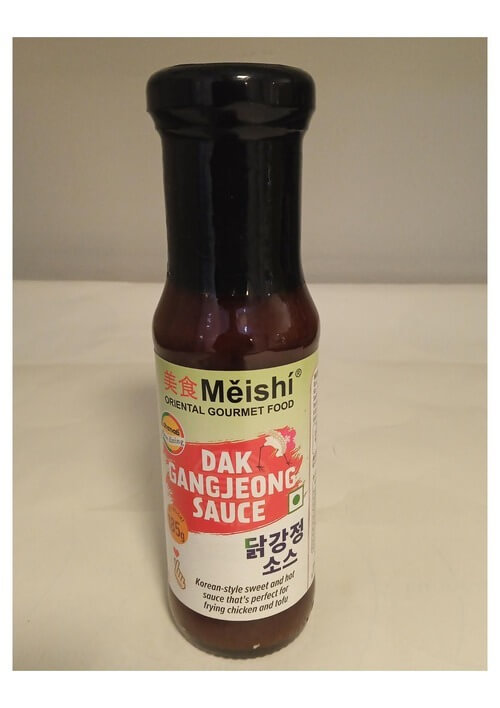 美食 Měishí®
ORIENTAL GOURMET FOOD
DAK
GANGJEONG
SAUCE
185g
닭강정
소스
Korean-style sweet and hot
sauce that's perfect for
frying chicken and tofu